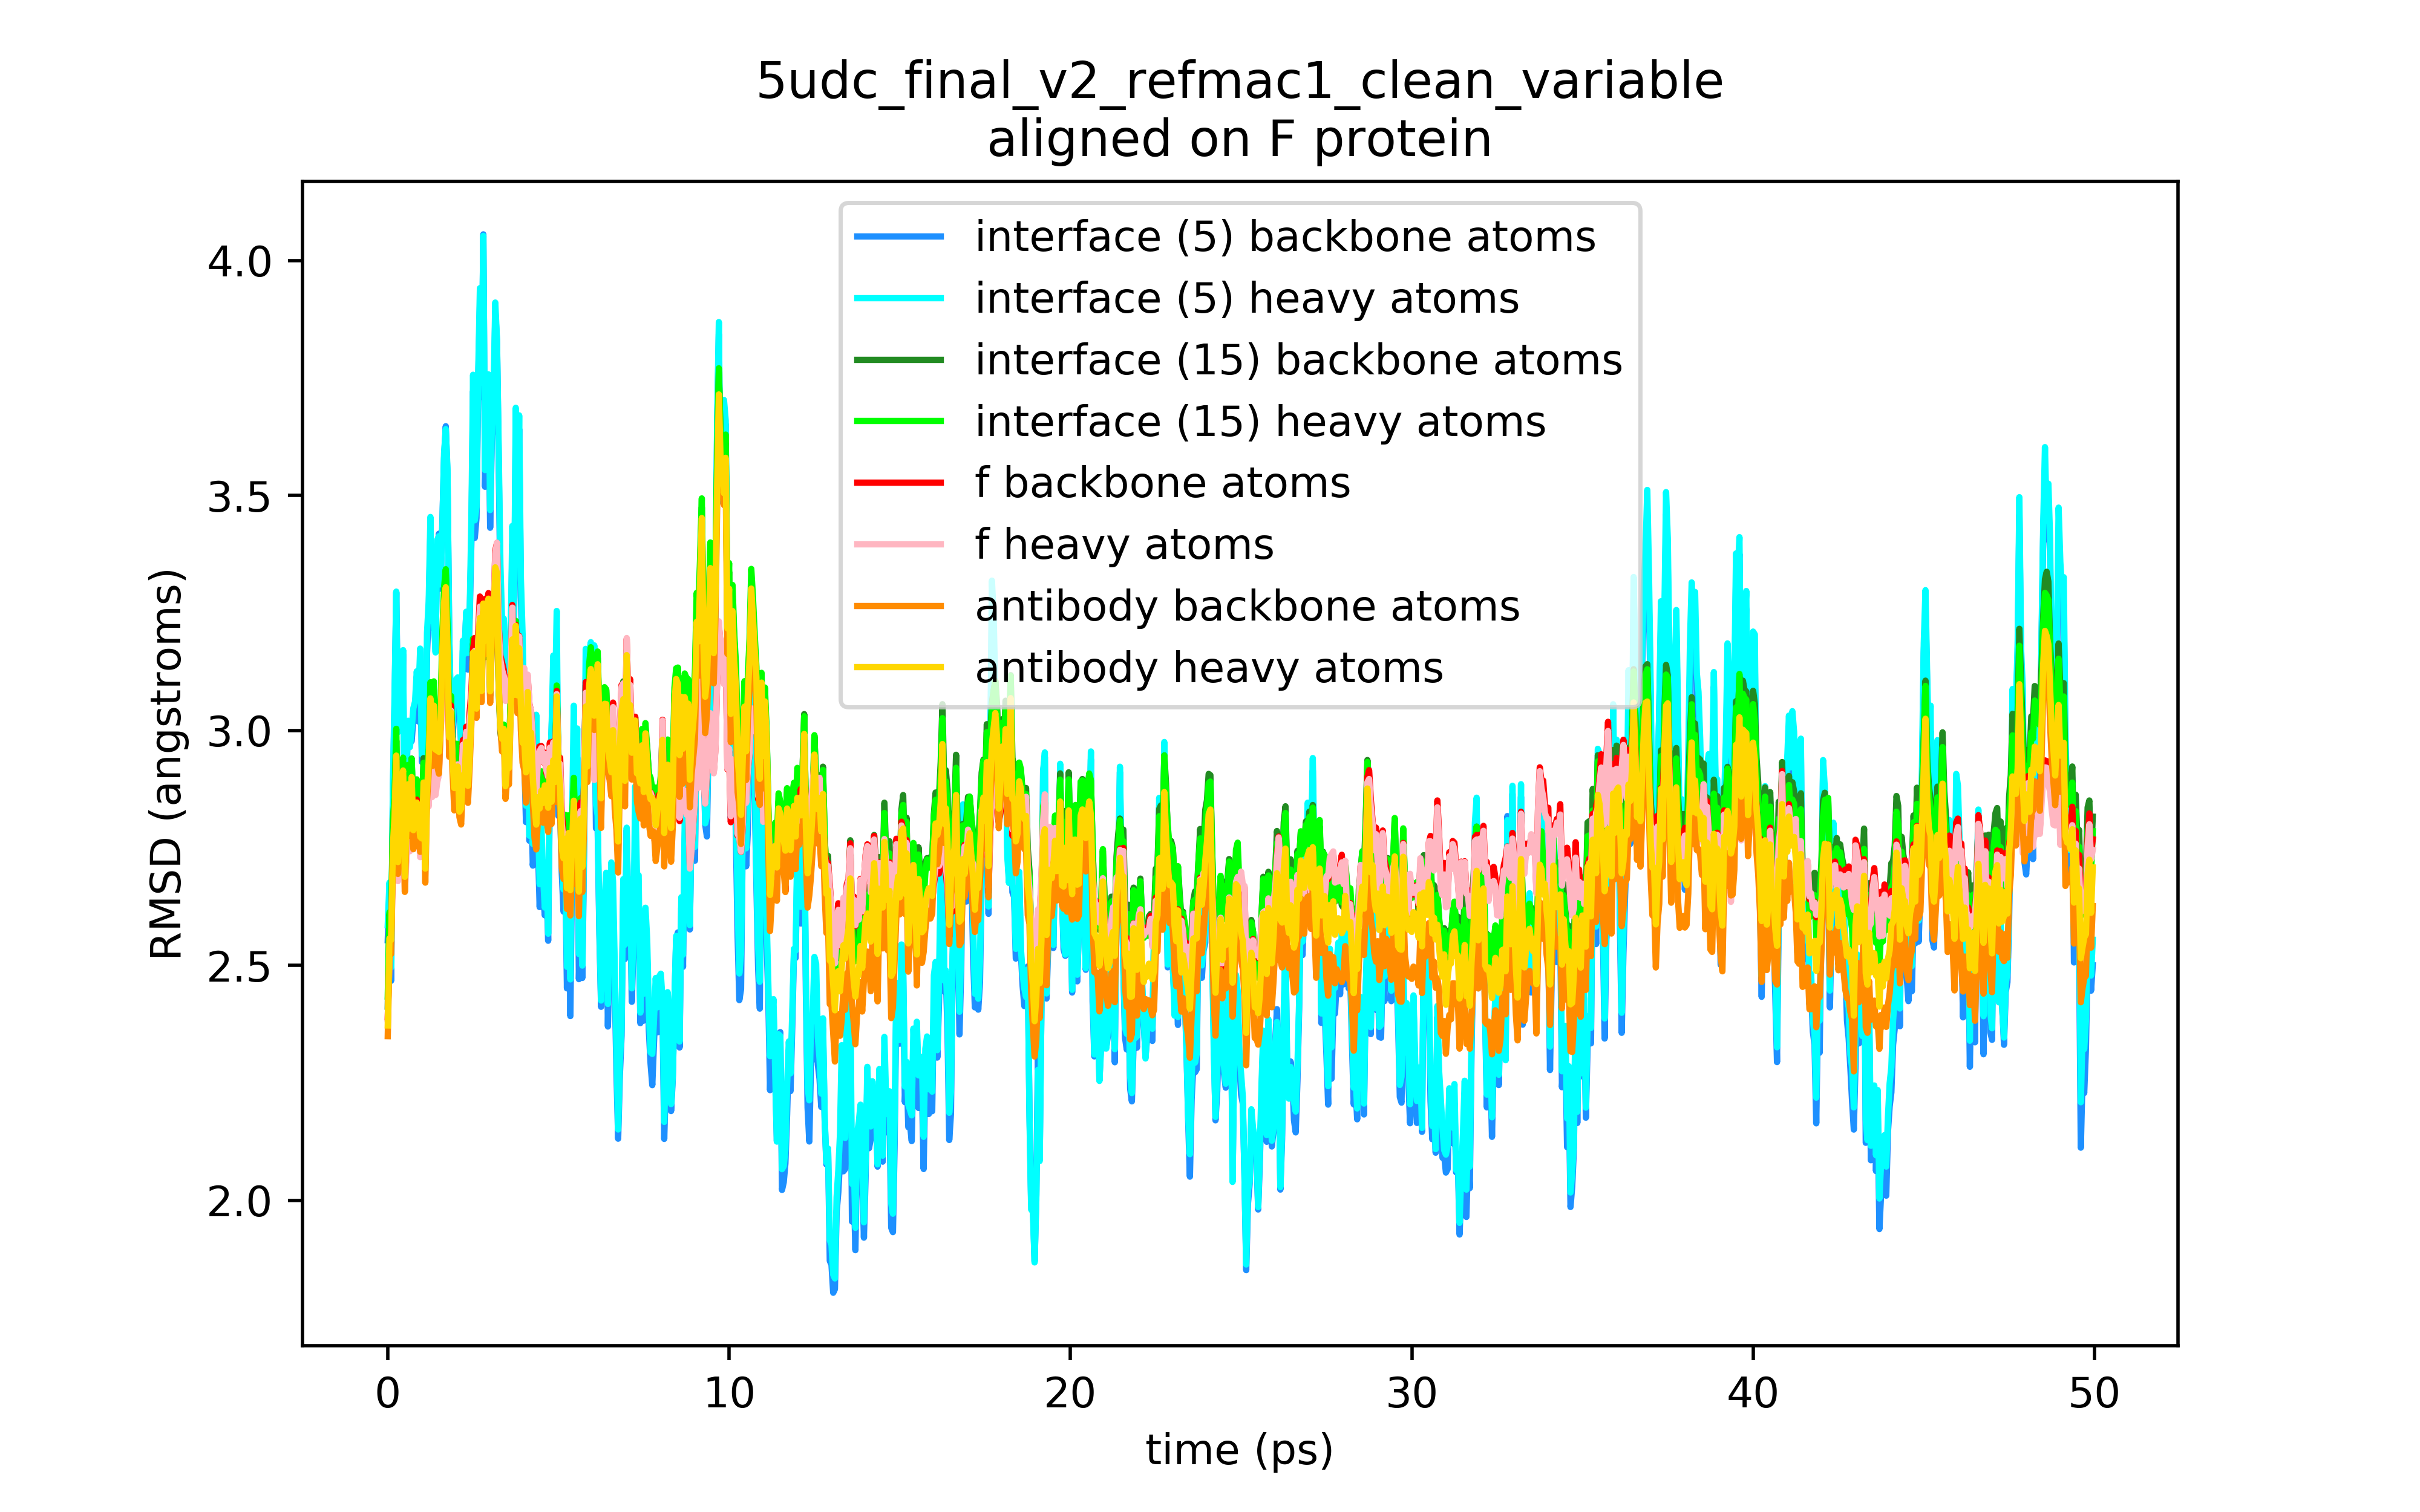 5udc_final_v2_refmac1_clean_variable
aligned on F protein
interface (5) backbone atoms
interface (5) heavy atoms
interface (15) backbone atoms
interface (15) heavy atoms
f backbone atoms
f heavy atoms
antibody backbone atoms
antibody heavy atoms
RMSD (angstroms)
4.0
3.5
3.0
2.5
2.0
0 10 20 30 40 50
time (ps)